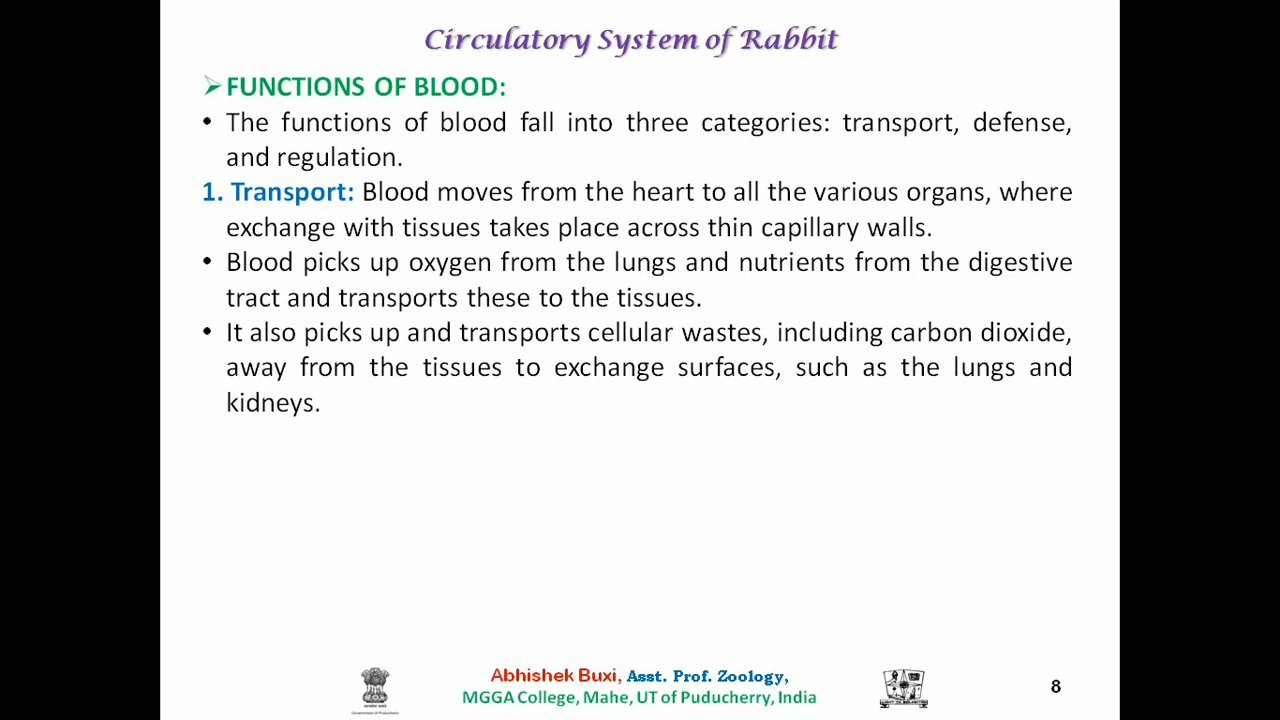 Circulatory System of Rabbit
➢FUNCTIONS OF BLOOD:
• The functions of blood fall into three categories: transport, defense,
and regulation.
1. Transport: Blood moves from the heart to all the various organs, where
exchange with tissues takes place across thin capillary walls.
• Blood picks up oxygen from the lungs and nutrients from the digestive
tract and transports these to the tissues.
• It also picks up and transports cellular wastes, including carbon dioxide,
away from the tissues to exchange surfaces, such as the lungs and
kidneys.
Abhishek Buxi, Asst. Prof. Zoology,
MGGA College, Mahe, UT of Puducherry, India
8